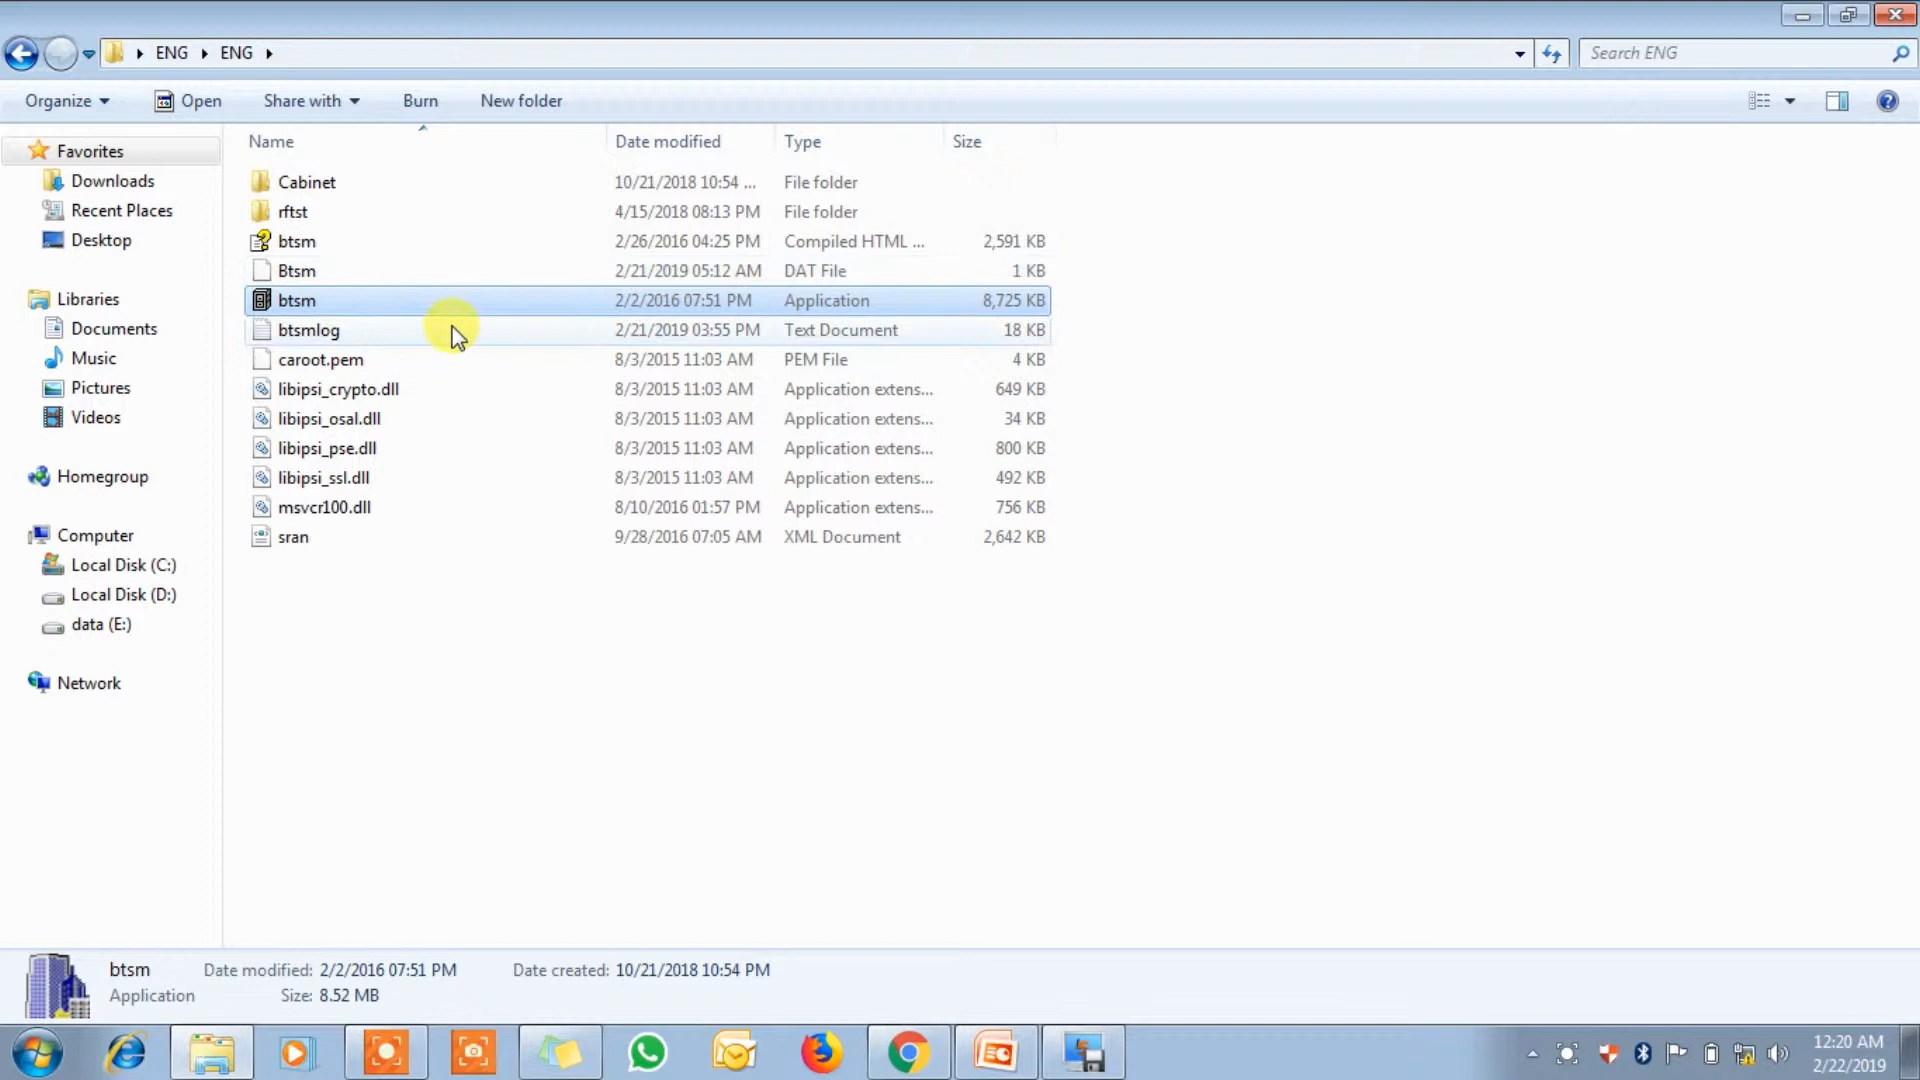 ENG ENG
Search ENG
Organize Open Share with Burn New folder
Name Date modified Type Size
Favorites
Downloads
Recent Places
Desktop
Libraries
Documents
Music
Pictures
Videos
Homegroup
Computer
Local Disk (C:)
Local Disk (D:)
data (E:)
Network
Cabinet 10/21/2018 10:54 ... File folder
rftst 4/15/2018 08:13 PM File folder
btsm 2/26/2016 04:25 PM Compiled HTML ... 2,591 KB
Btsm 2/21/2019 05:12 AM DAT File 1 KB
btsm 2/2/2016 07:51 PM Application 8,725 KB
btsmlog 2/21/2019 03:55 PM Text Document 18 KB
caroot.pem 8/3/2015 11:03 AM PEM File 4 KB
libipsi_crypto.dll 8/3/2015 11:03 AM Application extens... 649 KB
libipsi_osal.dll 8/3/2015 11:03 AM Application extens... 34 KB
libipsi_pse.dll 8/3/2015 11:03 AM Application extens... 800 KB
libipsi_ssl.dll 8/3/2015 11:03 AM Application extens... 492 KB
msvcr100.dll 8/10/2016 01:57 PM Application extens... 756 KB
sran 9/28/2016 07:05 AM XML Document 2,642 KB
btsm Date modified: 2/2/2016 07:51 PM Date created: 10/21/2018 10:54 PM
Application Size: 8.52 MB
12:20 AM
2/22/2019